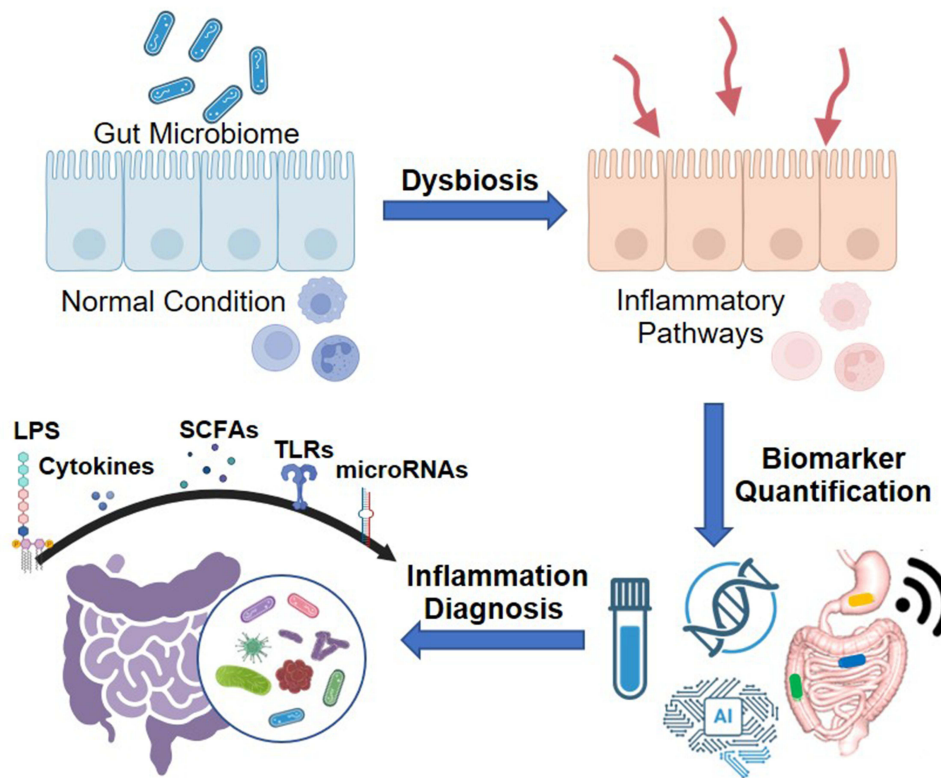 Gut Microbiome
Dysbiosis
Normal Condition
Inflammatory
Pathways
LPS
Cytokines
SCFAs
TLRs
microRNAs
P
P
Biomarker
Quantification
Inflammation
Diagnosis
AI